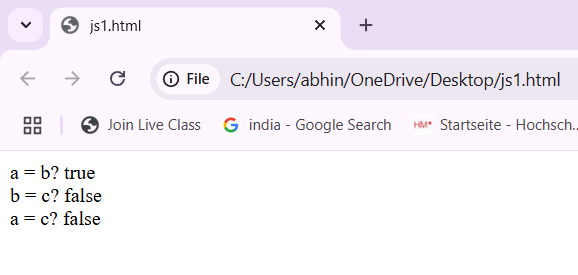 js1.html
File C:/Users/abhin/OneDrive/Desktop/js1.html
Join Live Class india - Google Search HM Startseite - Hochsch..
a = b? true
b = c? false
a = c? false